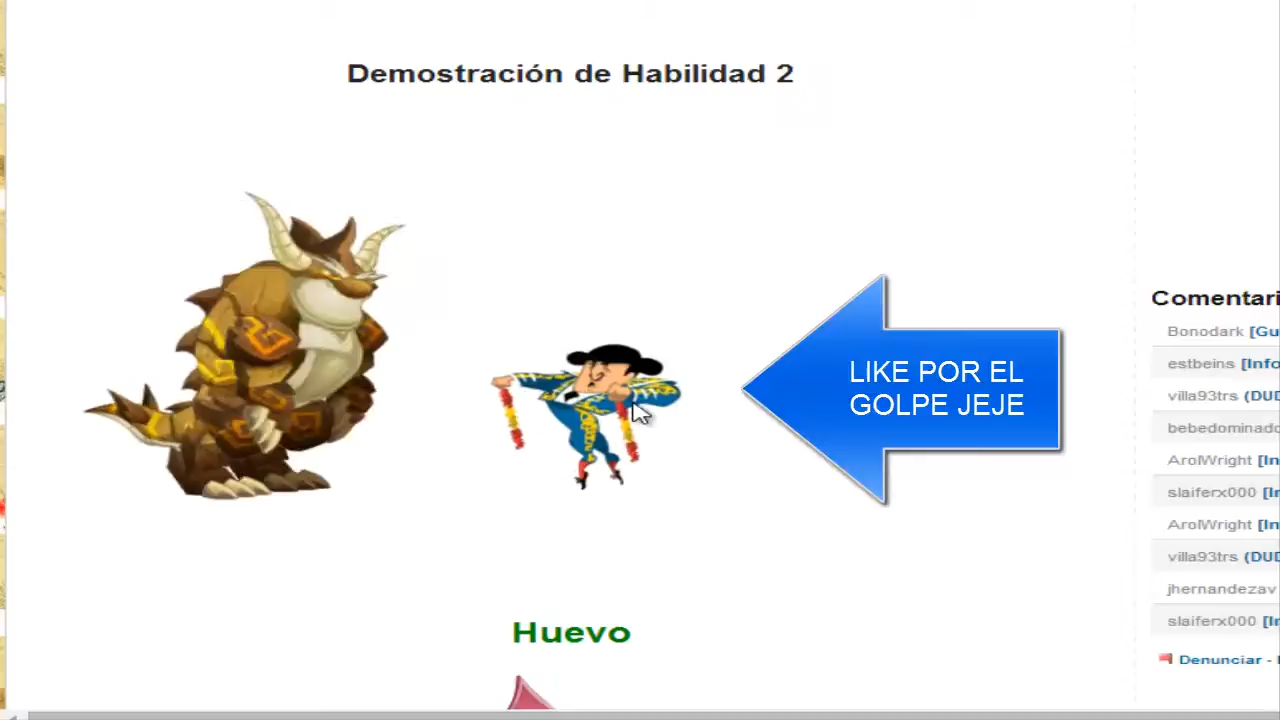 Demostración de Habilidad 2
LIKE POR EL
GOLPE JEJE
Huevo
Comentari
Bonodark [Gu
estbeins [Info
villa93trs (DUD
bebedominado
ArolWright [In
slaiferx000 [In
ArolWright [In
villa93trs (DUD
jhernandezav
slaiferx000 [In
Denunciar -